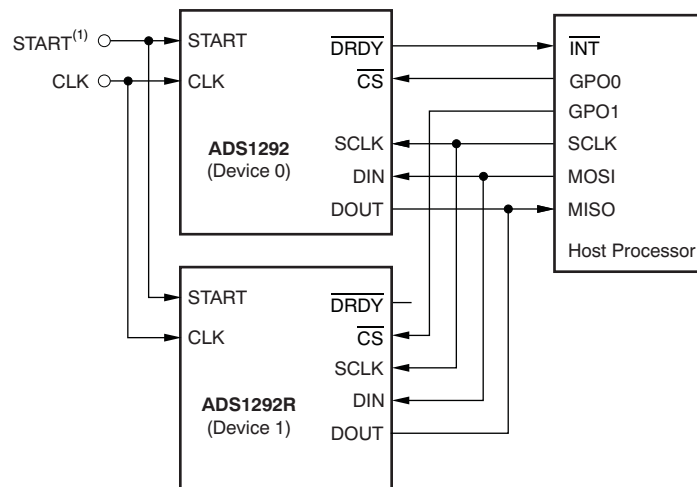 START(1)
CLK
START
CLK
ADS1292
(Device 0)
DRDY
CS
SCLK
DIN
DOUT
INT
GPO0
GPO1
SCLK
MOSI
MISO
Host Processor
START
CLK
ADS1292R
(Device 1)
DRDY
CS
SCLK
DIN
DOUT